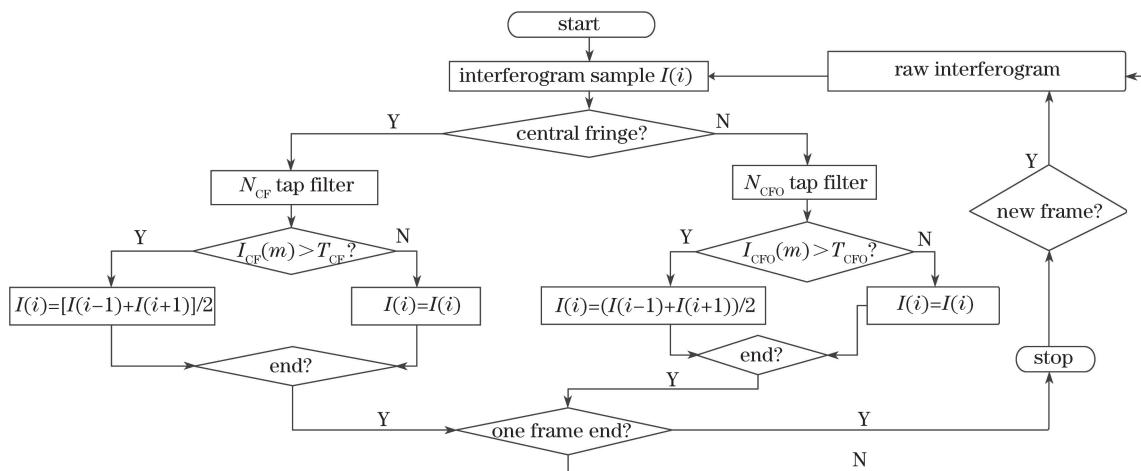 start
interferogram sample I(i)
raw interferogram
Y
central fringe?
N
N_CF tap filter
N_CFO tap filter
Y
new frame?
Y
I_CF(m)>T_CF?
N
Y
I_CFO(m)>T_CFO?
N
I(i)=[I(i-1)+I(i+1)]/2
I(i)=I(i)
I(i)=(I(i-1)+I(i+1))/2
I(i)=I(i)
end?
end?
stop
Y
Y
one frame end?
Y
N